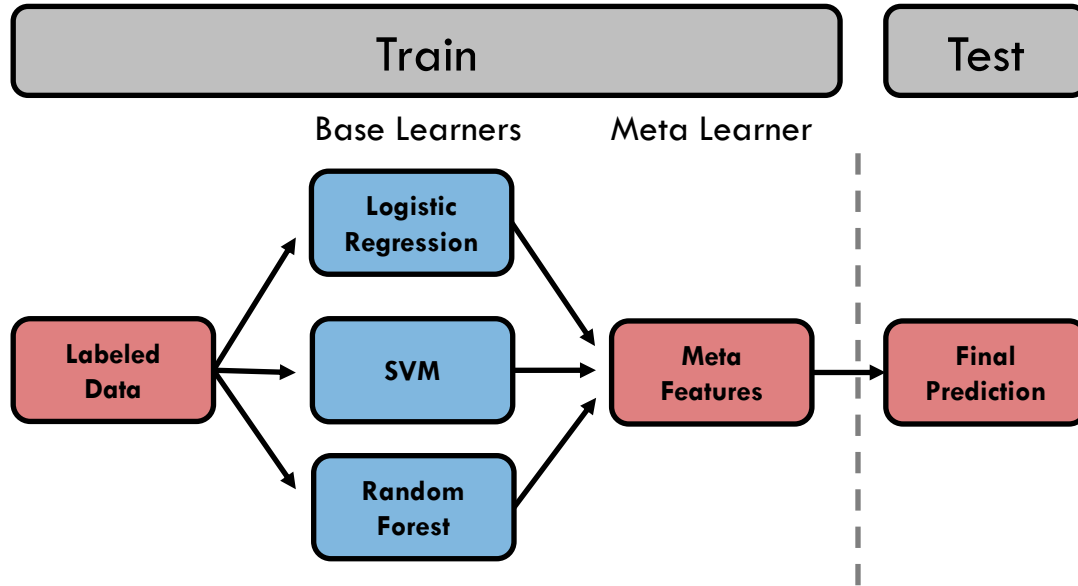 Train
Test
Base Learners
Meta Learner
Logistic
Regression
Labeled
Data
SVM
Meta
Features
Final
Prediction
Random
Forest